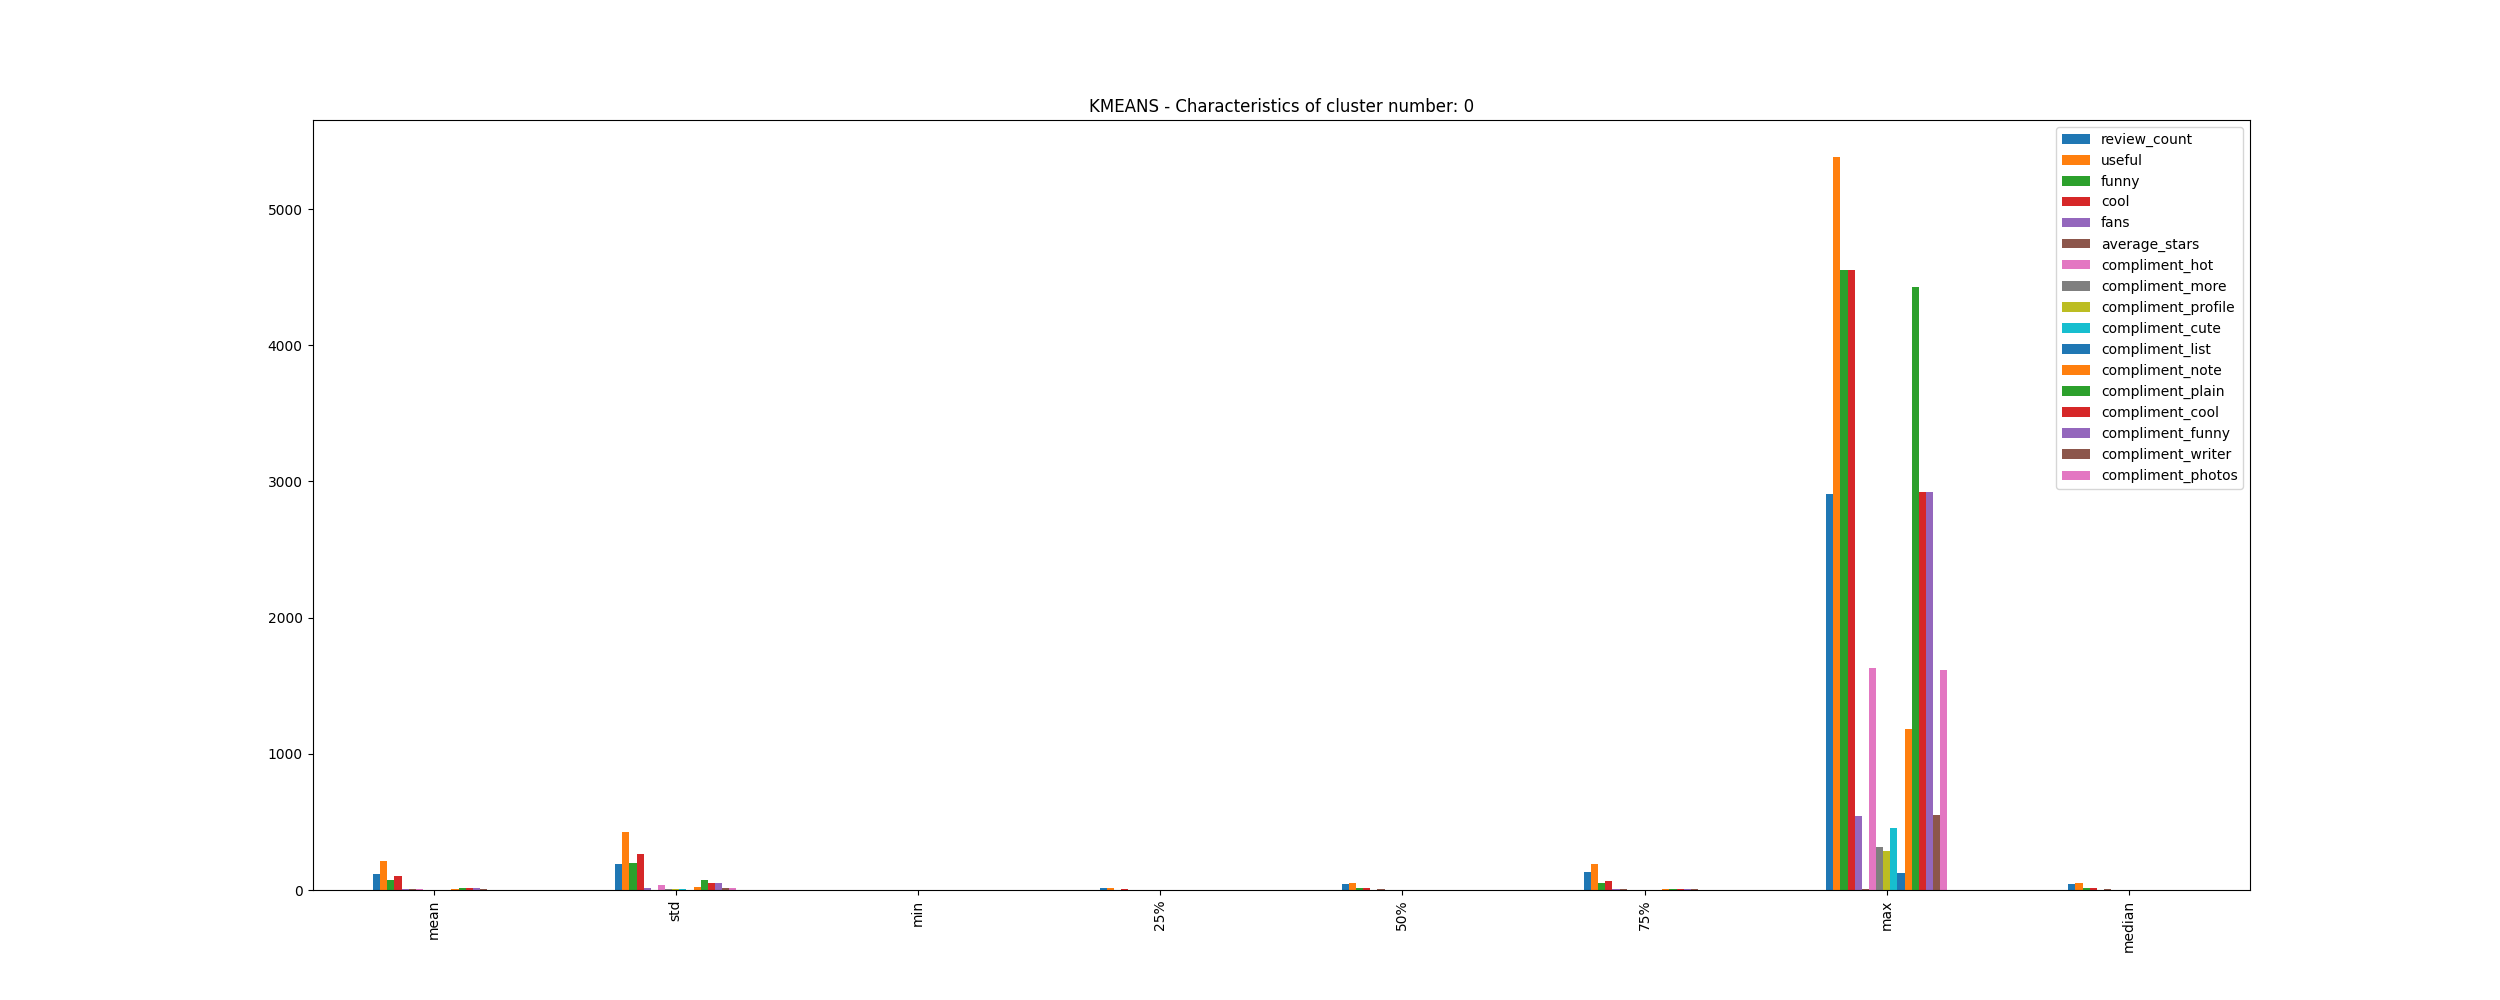 KMEANS - Characteristics of cluster number: 0
5000
4000
3000
2000
1000
0
mean
std
min
25%
50%
75%
max
median
review_count
useful
funny
cool
fans
average_stars
compliment_hot
compliment_more
compliment_profile
compliment_cute
compliment_list
compliment_note
compliment_plain
compliment_cool
compliment_funny
compliment_writer
compliment_photos